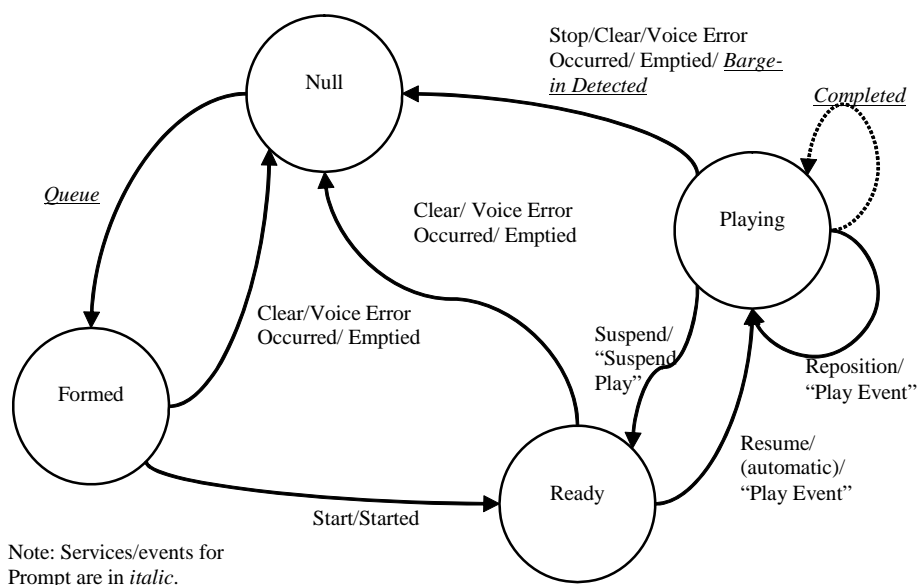 Stop/Clear/Voice Error
Occurred/ Emptied/ Barge-
in Detected
Null
Completed
Queue
Clear/ Voice Error
Occurred/ Emptied
Playing
Clear/Voice Error
Occurred/ Emptied
Suspend/
“Suspend
Play”
Reposition/
“Play Event”
Formed
Resume/
(automatic)/
“Play Event”
Ready
Start/Started
Note: Services/events for
Prompt are in italic.